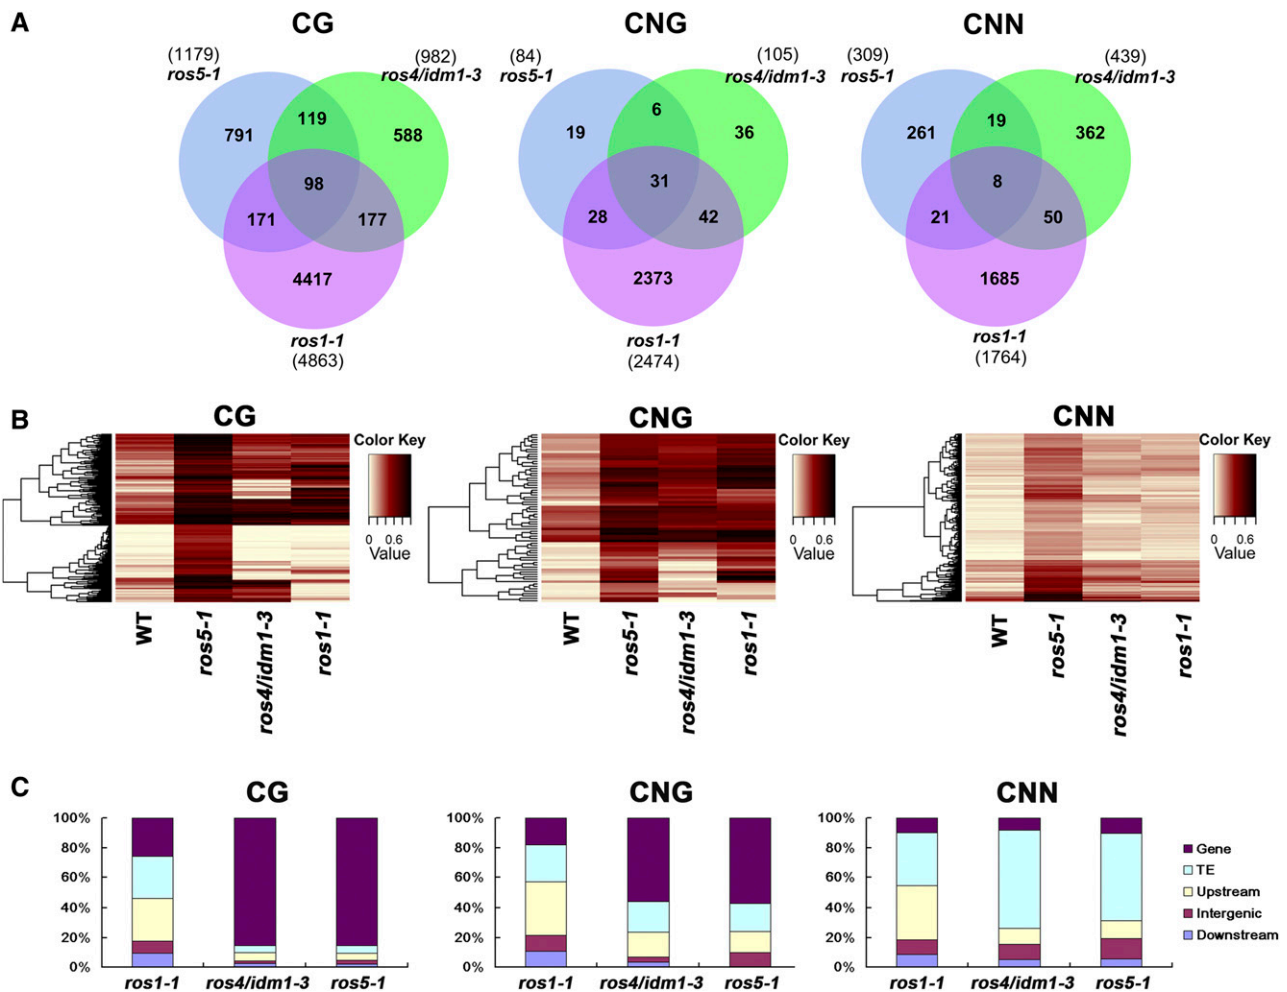 A
CG
CNG
CNN
(1179)
ros5-1
(982)
ros4/idm1-3
(84)
ros5-1
(105)
ros4/idm1-3
(309)
ros5-1
(439)
ros4/idm1-3
791
119
588
98
171
177
4417
19
6
36
31
28
42
2373
261
19
362
8
21
50
1685
ros1-1
(4863)
ros1-1
(2474)
ros1-1
(1764)
B
CG
CNG
CNN
Color Key
0 0.6
Value
Color Key
0 0.6
Value
Color Key
0 0.6
Value
WT
ros5-1
ros4/idm1-3
ros1-1
WT
ros5-1
ros4/idm1-3
ros1-1
WT
ros5-1
ros4/idm1-3
ros1-1
C
CG
CNG
CNN
100%
80%
60%
40%
20%
0%
ros1-1
ros4/idm1-3
ros5-1
100%
80%
60%
40%
20%
0%
ros1-1
ros4/idm1-3
ros5-1
100%
80%
60%
40%
20%
0%
ros1-1
ros4/idm1-3
ros5-1
Gene
TE
Upstream
Intergenic
Downstream